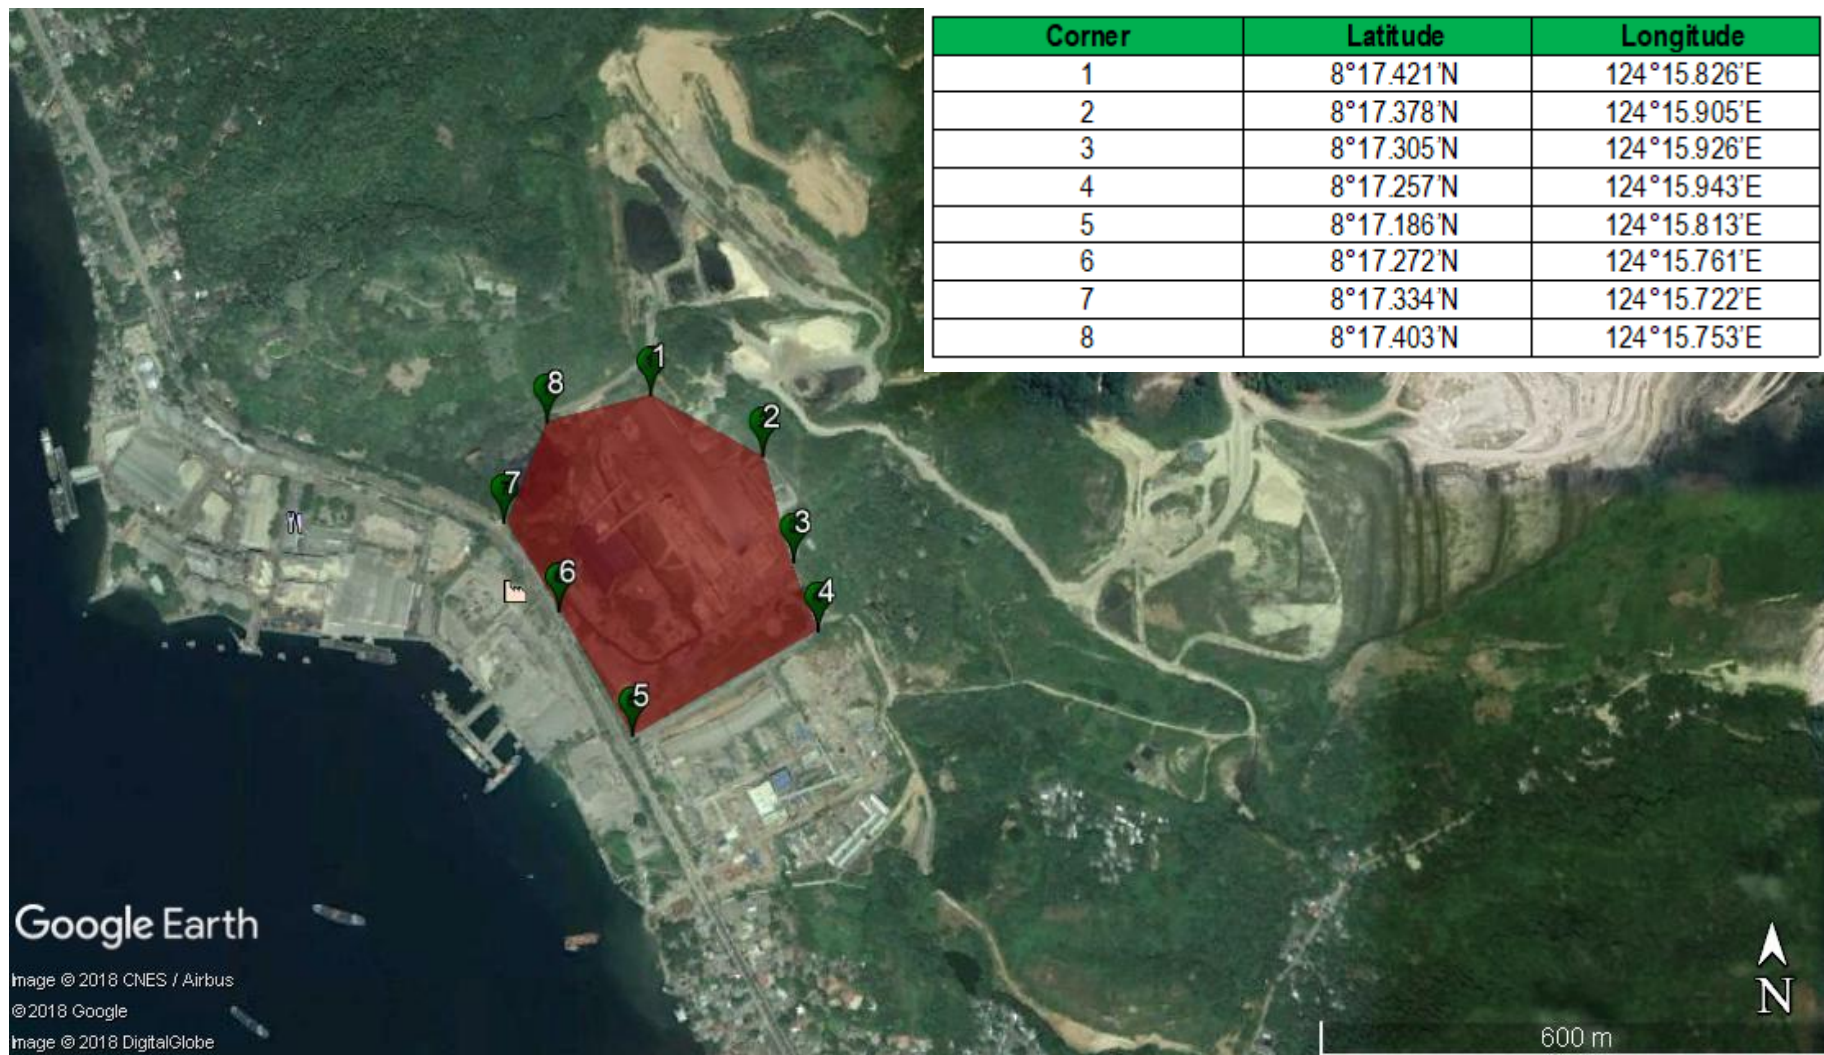 Corner Latitude Longitude
1 8°17.421'N 124°15.826'E
2 8°17.378'N 124°15.905'E
3 8°17.305'N 124°15.926'E
4 8°17.257'N 124°15.943'E
5 8°17.186'N 124°15.813'E
6 8°17.272'N 124°15.761'E
7 8°17.334'N 124°15.722'E
8 8°17.403'N 124°15.753'E
1
8
2
7
3
6
4
5
Google Earth
Image © 2018 CNES / Airbus
© 2018 Google
Image © 2018 DigitalGlobe
N
600 m